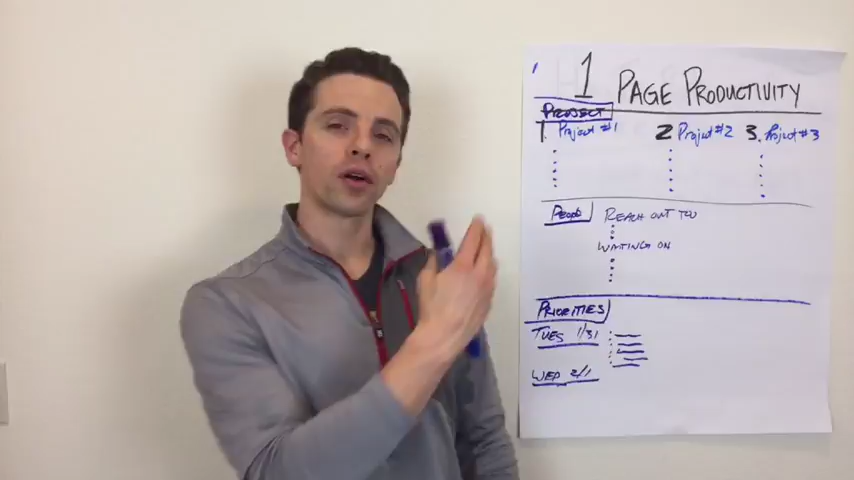 1 PAGE PRODUCTIVITY
PROJECT
1. Project #1 2 Project #2 3. Project #3
People REACH OUT TOO
WAITING ON
PRIORITIES
TUES 1/31
WED 2/1